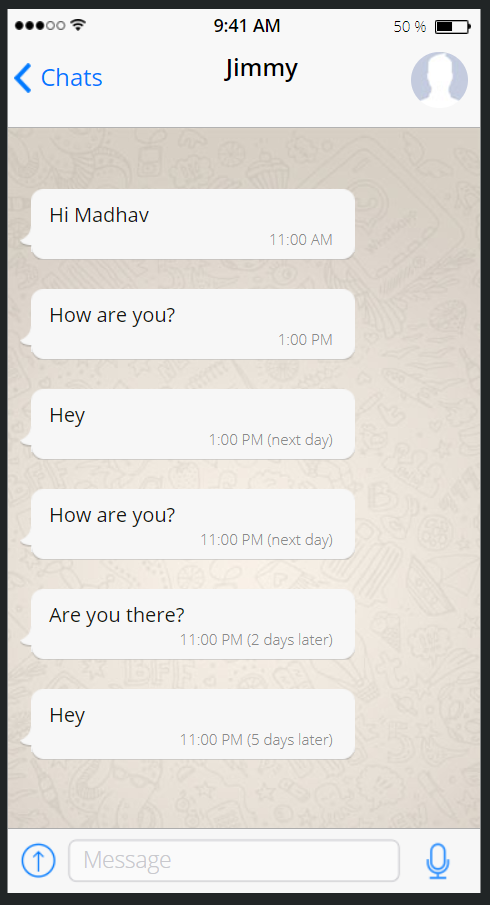 9:41 AM
50 %
Chats
Jimmy
Hi Madhav
11:00 AM
How are you?
1:00 PM
Hey
1:00 PM (next day)
How are you?
11:00 PM (next day)
Are you there?
11:00 PM (2 days later)
Hey
11:00 PM (5 days later)
Message